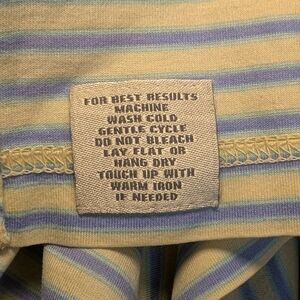 FOR BEST RESULTS
MACHINE
WASH COLD
GENTLE CYCLE
DO NOT BLEACH
LAY FLAT OR
HANG DRY
TOUCH UP WITH
WARM IRON
IF NEEDED